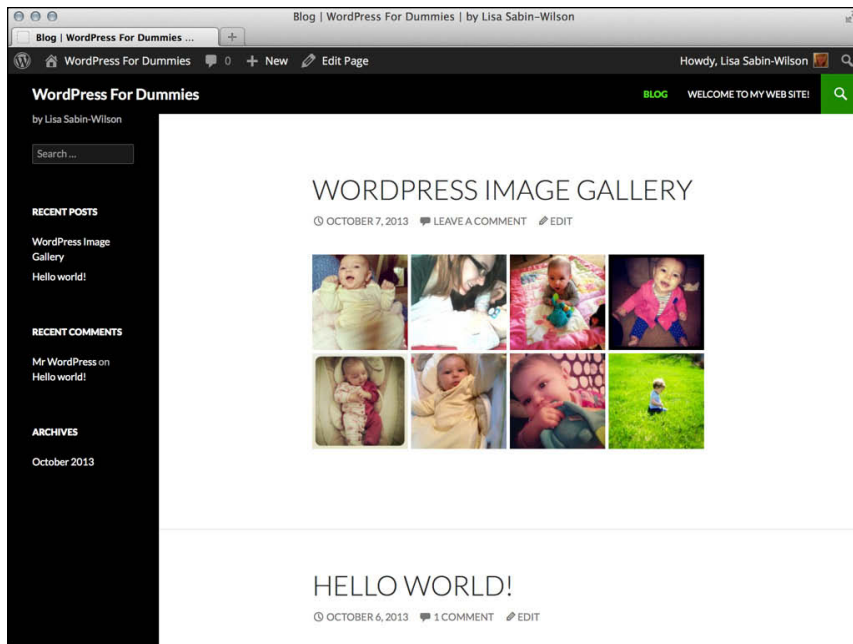 Blog | WordPress For Dummies | by Lisa Sabin-Wilson
Blog | WordPress For Dummies ...
WordPress For Dummies 0 + New Edit Page Howdy, Lisa Sabin-Wilson
WordPress For Dummies
BLOG WELCOME TO MY WEB SITE!
by Lisa Sabin-Wilson
Search ...
RECENT POSTS
WordPress Image
Gallery
Hello world!
RECENT COMMENTS
Mr WordPress on
Hello world!
ARCHIVES
October 2013
WORDPRESS IMAGE GALLERY
OCTOBER 7, 2013 LEAVE A COMMENT EDIT
HELLO WORLD!
OCTOBER 6, 2013 1 COMMENT EDIT